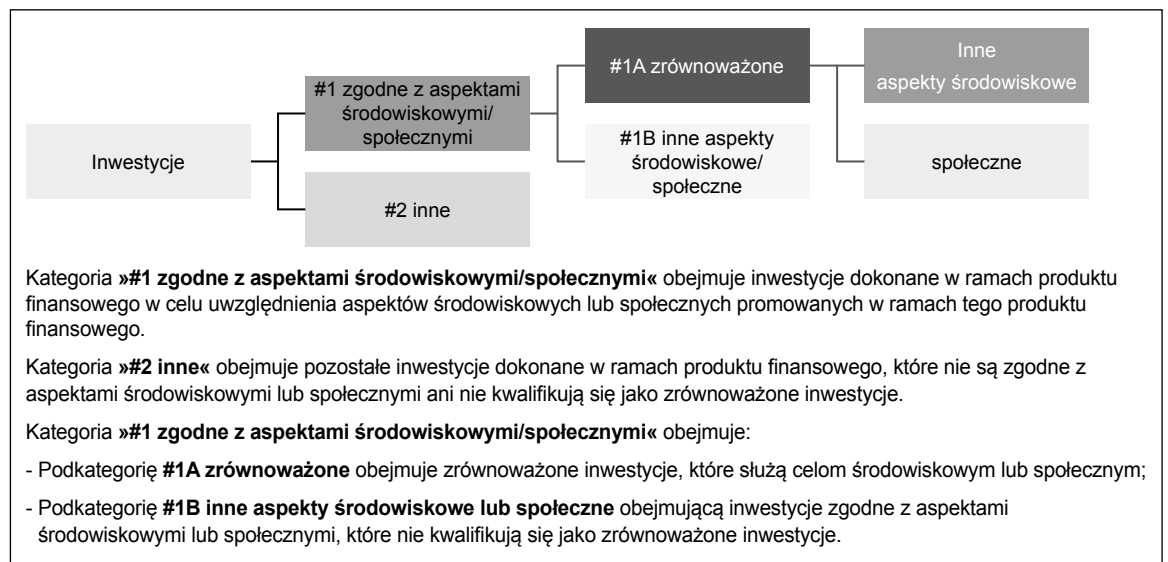 Inwestycje
#1 zgodne z aspektami
środowiskowymi/
społecznymi
#2 inne
#1A zrównoważone
#1B inne aspekty
środowiskowe/
społeczne
Inne
aspekty środowiskowe
społeczne
Kategoria »#1 zgodne z aspektami środowiskowymi/społecznymi« obejmuje inwestycje dokonane w ramach produktu
finansowego w celu uwzględnienia aspektów środowiskowych lub społecznych promowanych w ramach tego produktu
finansowego.
Kategoria »#2 inne« obejmuje pozostałe inwestycje dokonane w ramach produktu finansowego, które nie są zgodne z
aspektami środowiskowymi lub społecznymi ani nie kwalifikują się jako zrównoważone inwestycje.
Kategoria »#1 zgodne z aspektami środowiskowymi/społecznymi« obejmuje:
- Podkategorię #1A zrównoważone obejmuje zrównoważone inwestycje, które służą celom środowiskowym lub społecznym;
- Podkategorię #1B inne aspekty środowiskowe lub społeczne obejmującą inwestycje zgodne z aspektami
środowiskowymi lub społecznymi, które nie kwalifikują się jako zrównoważone inwestycje.